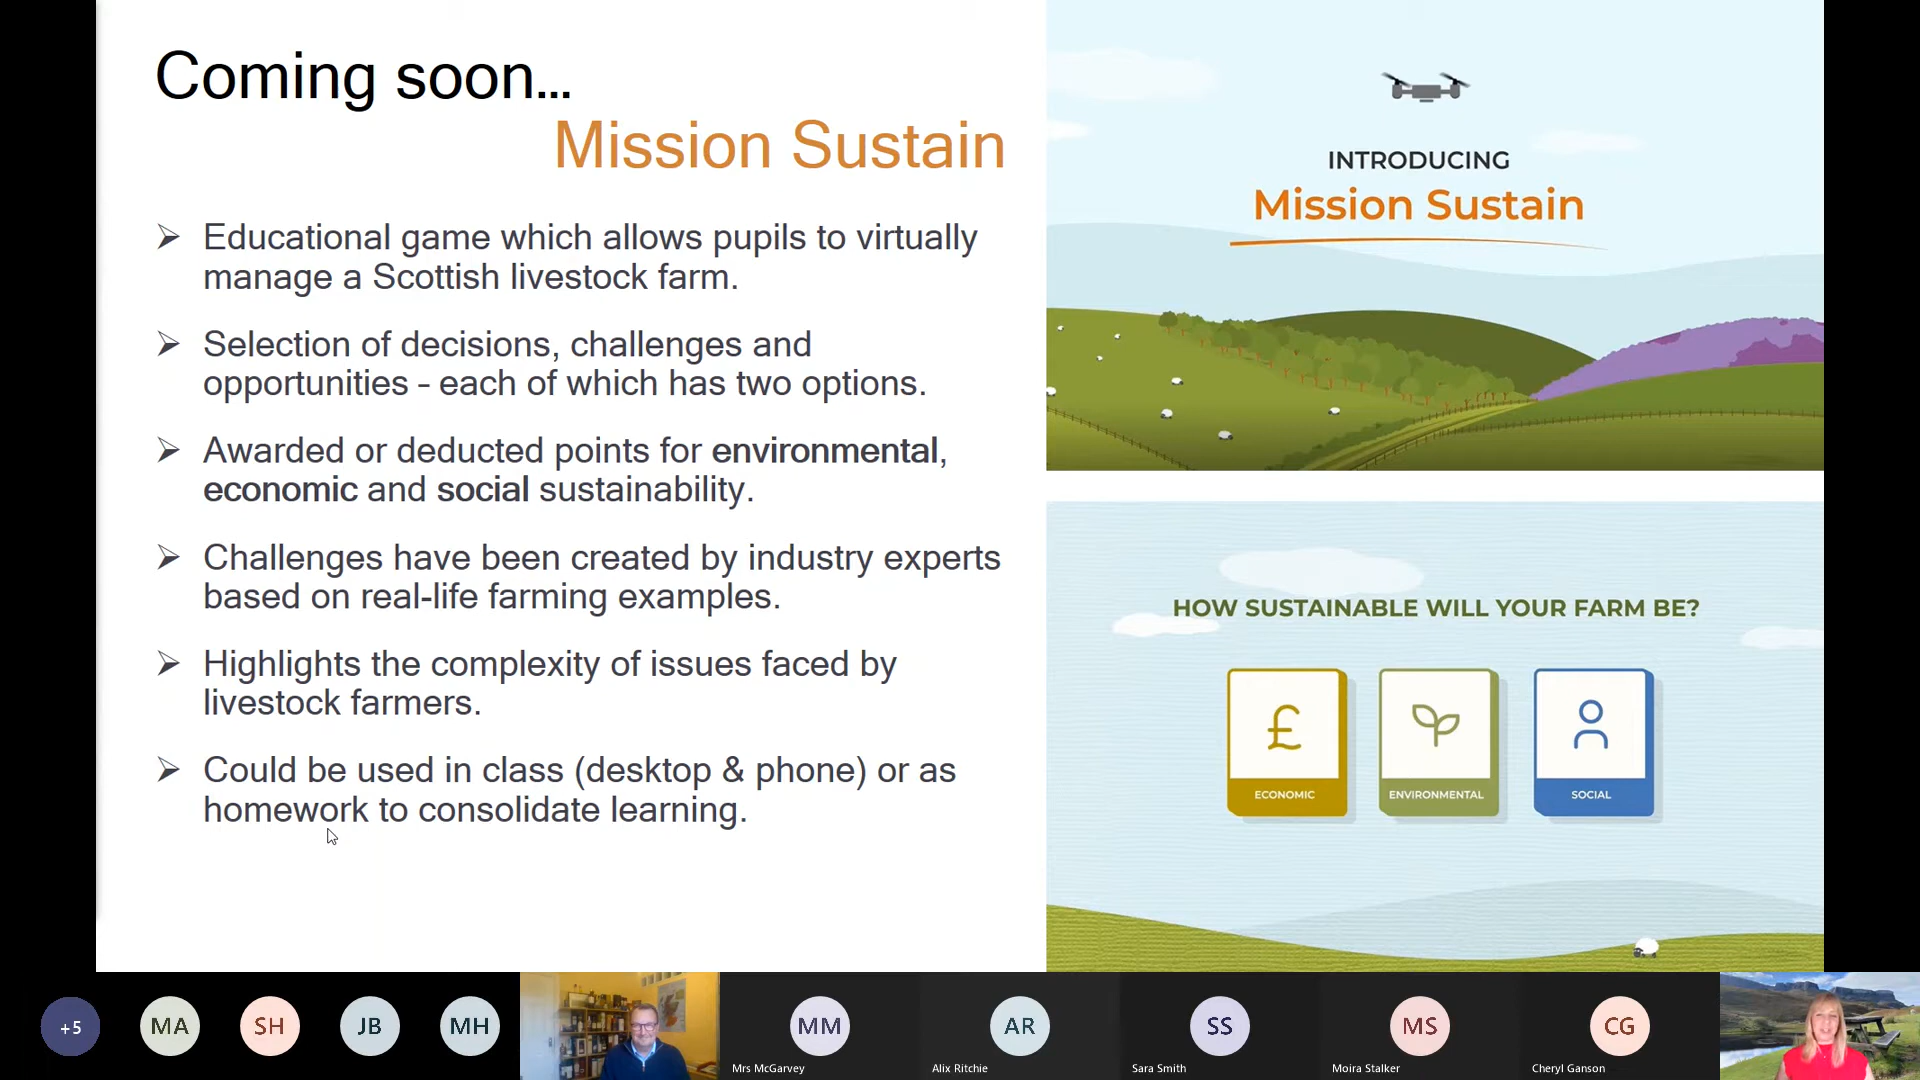 Coming soon...
Mission Sustain
Educational game which allows pupils to virtually
manage a Scottish livestock farm.
Selection of decisions, challenges and
opportunities – each of which has two options.
Awarded or deducted points for environmental,
economic and social sustainability.
Challenges have been created by industry experts
based on real-life farming examples.
Highlights the complexity of issues faced by
livestock farmers.
Could be used in class (desktop & phone) or as
homework to consolidate learning.
INTRODUCING
Mission Sustain
HOW SUSTAINABLE WILL YOUR FARM BE?
£
ECONOMIC
ENVIRONMENTAL
SOCIAL
+5
MA
SH
JB
MH
MM
Mrs McGarvey
AR
Alix Ritchie
SS
Sara Smith
MS
Moira Stalker
CG
Cheryl Ganson